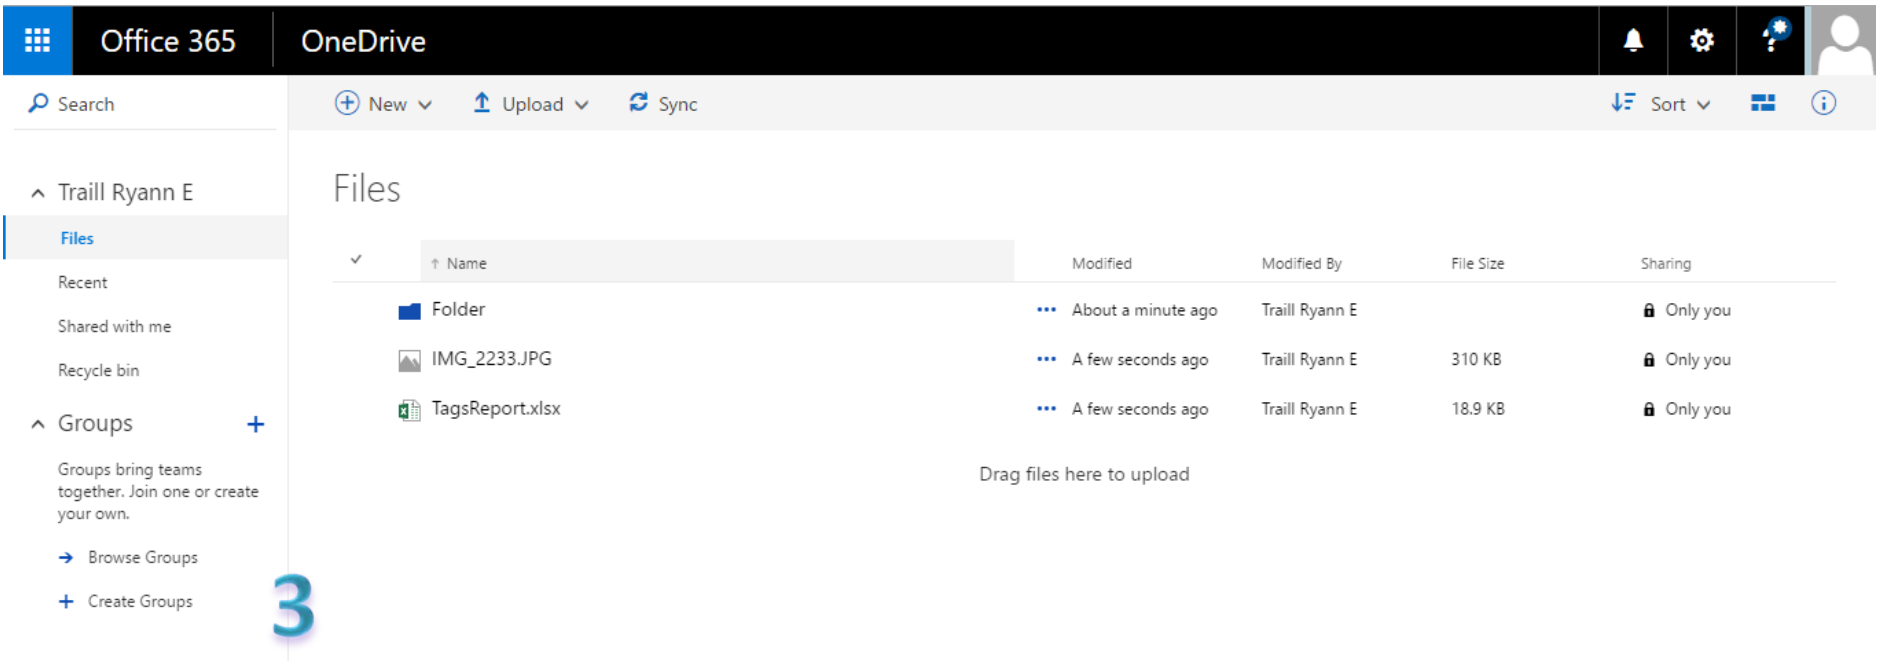 Office 365 OneDrive
Search
New Upload Sync Sort
Traill Ryann E
Files
Recent
Shared with me
Recycle bin
Groups
Groups bring teams
together. Join one or create
your own.
Browse Groups
Create Groups
3
Files
Name Modified Modified By File Size Sharing
Folder About a minute ago Traill Ryann E Only you
IMG_2233.JPG A few seconds ago Traill Ryann E 310 KB Only you
TagsReport.xlsx A few seconds ago Traill Ryann E 18.9 KB Only you
Drag files here to upload